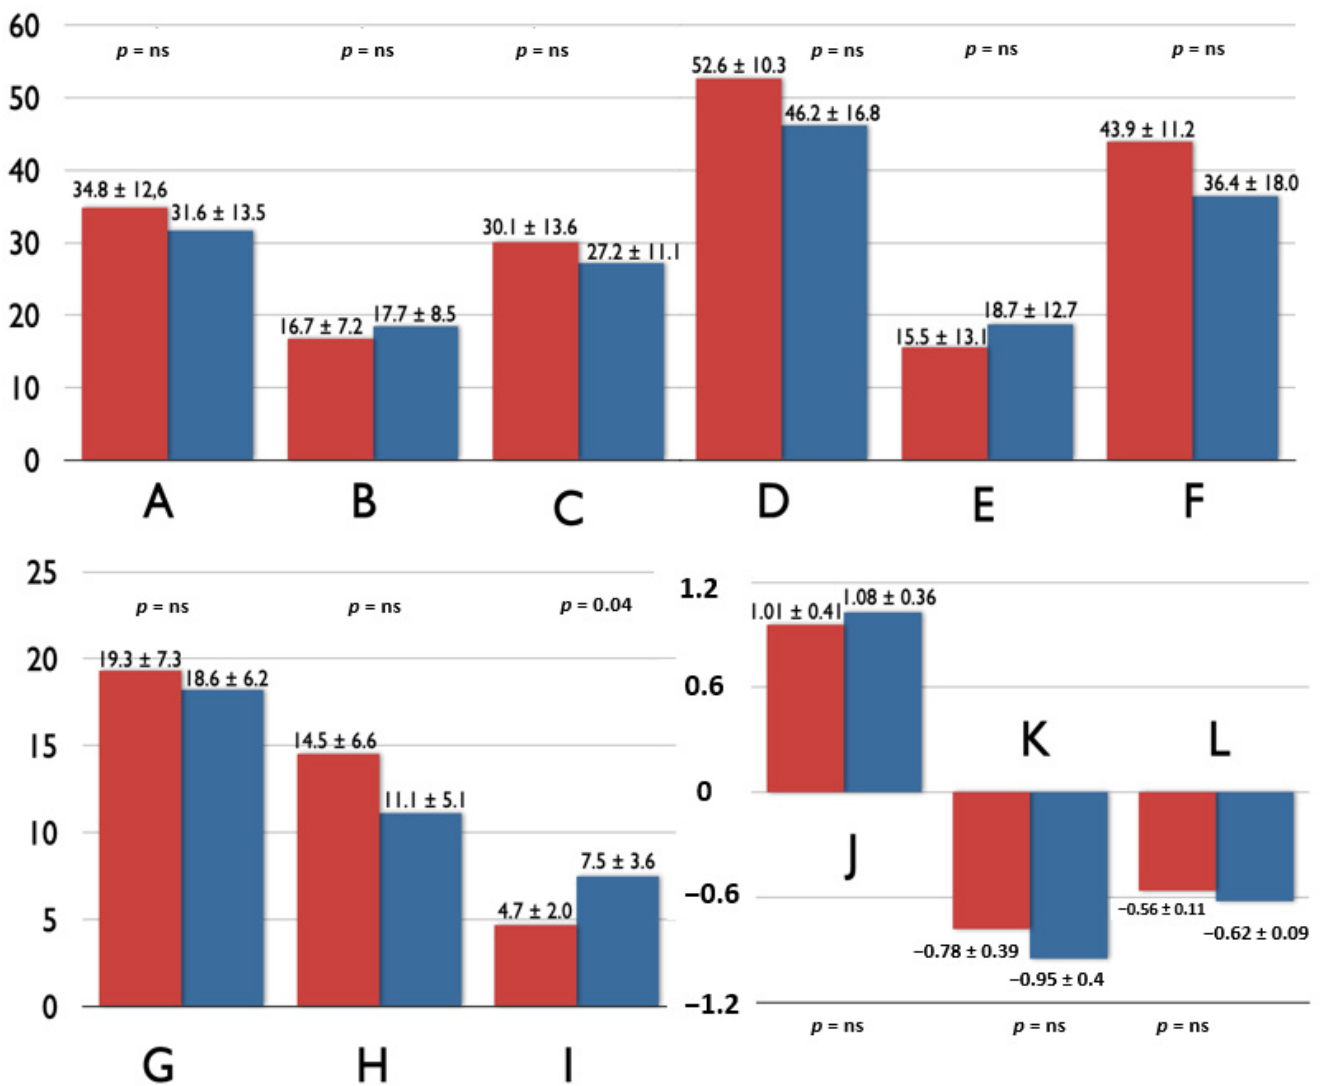 60
p = ns p = ns p = ns p = ns p = ns p = ns
52.6 ± 10.3
50
46.2 ± 16.8
43.9 ± 11.2
40
34.8 ± 12,6
31.6 ± 13.5
36.4 ± 18.0
30
30.1 ± 13.6
27.2 ± 11.1
20
16.7 ± 7.2
17.7 ± 8.5
15.5 ± 13.1
18.7 ± 12.7
10
0
A B C D E F
25
p = ns p = ns p = 0.04
20
19.3 ± 7.3
18.6 ± 6.2
15
14.5 ± 6.6
11.1 ± 5.1
10
7.5 ± 3.6
5
4.7 ± 2.0
0
G H I
1.2
1.01 ± 0.41
1.08 ± 0.36
0.6
K L
0
J
−0.6
−0.56 ± 0.11
−0.62 ± 0.09
−0.78 ± 0.39
−0.95 ± 0.4
−1.2
p = ns p = ns p = ns